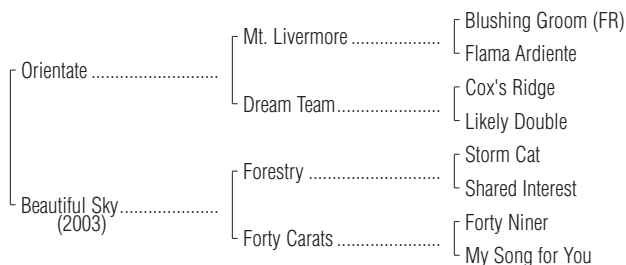 Blushing Groom (FR)
Mt. Livermore ....................
Flama Ardiente
Orientate ............................
Cox's Ridge
Dream Team.......................
Likely Double
Storm Cat
Forestry .............................
Shared Interest
Beautiful Sky......................
(2003)
Forty Niner
Forty Carats .......................
My Song for You